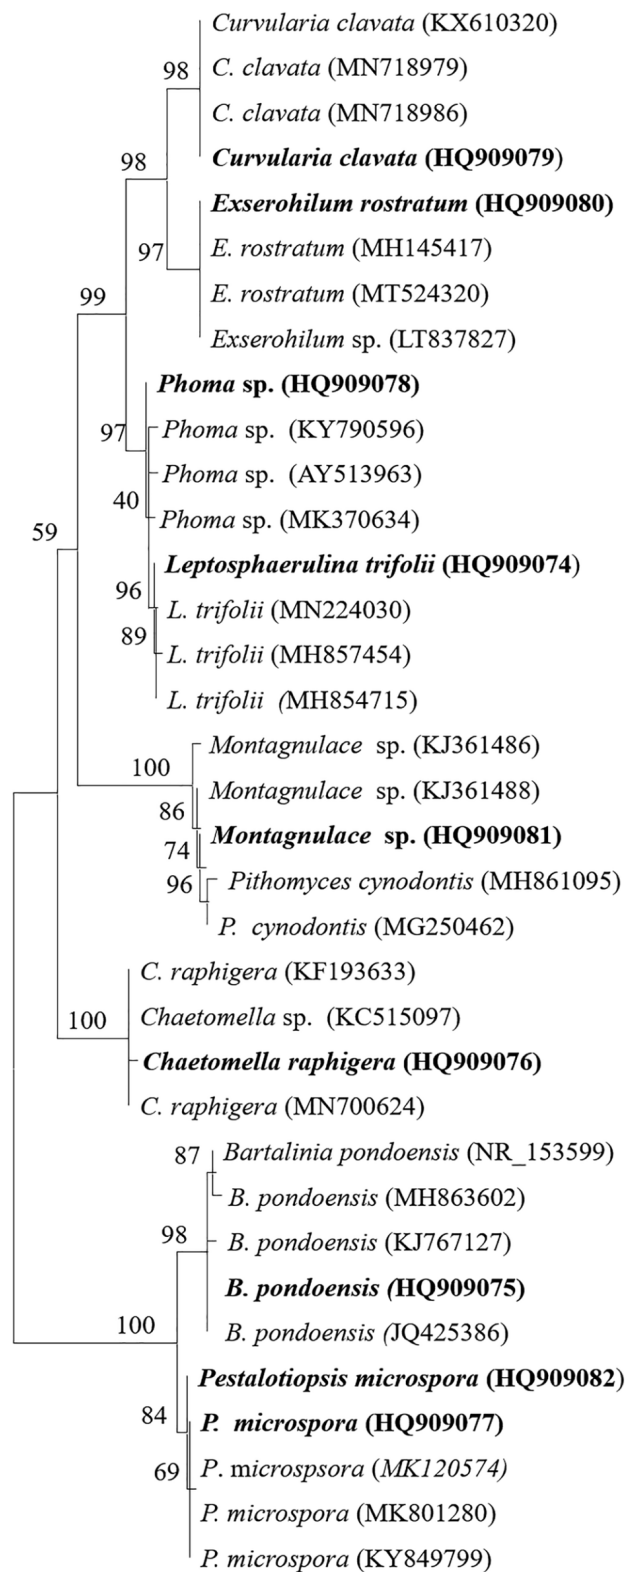 Curvularia clavata (KX610320)
98
C. clavata (MN718979)
C. clavata (MN718986)
Curvularia clavata (HQ909079)
98
Exserohilum rostratum (HQ909080)
97
E. rostratum (MH145417)
E. rostratum (MT524320)
99
Exserohilum sp. (LT837827)
Phoma sp. (HQ909078)
97
Phoma sp. (KY790596)
Phoma sp. (AY513963)
40
Phoma sp. (MK370634)
59
Leptosphaerulina trifolii (HQ909074)
96
L. trifolii (MN224030)
89
L. trifolii (MH857454)
L. trifolii (MH854715)
Montagnulace sp. (KJ361486)
100
Montagnulace sp. (KJ361488)
86
Montagnulace sp. (HQ909081)
74
96
Pithomyces cynodontis (MH861095)
P. cynodontis (MG250462)
C. raphigera (KF193633)
100
Chaetomella sp. (KC515097)
Chaetomella raphigera (HQ909076)
C. raphigera (MN700624)
87
Bartalinia pondoensis (NR_153599)
B. pondoensis (MH863602)
98
B. pondoensis (KJ767127)
B. pondoensis (HQ909075)
100
B. pondoensis (JQ425386)
Pestalotiopsis microspora (HQ909082)
84
P. microspora (HQ909077)
69
P. microspsora (MK120574)
P. microspora (MK801280)
P. microspora (KY849799)